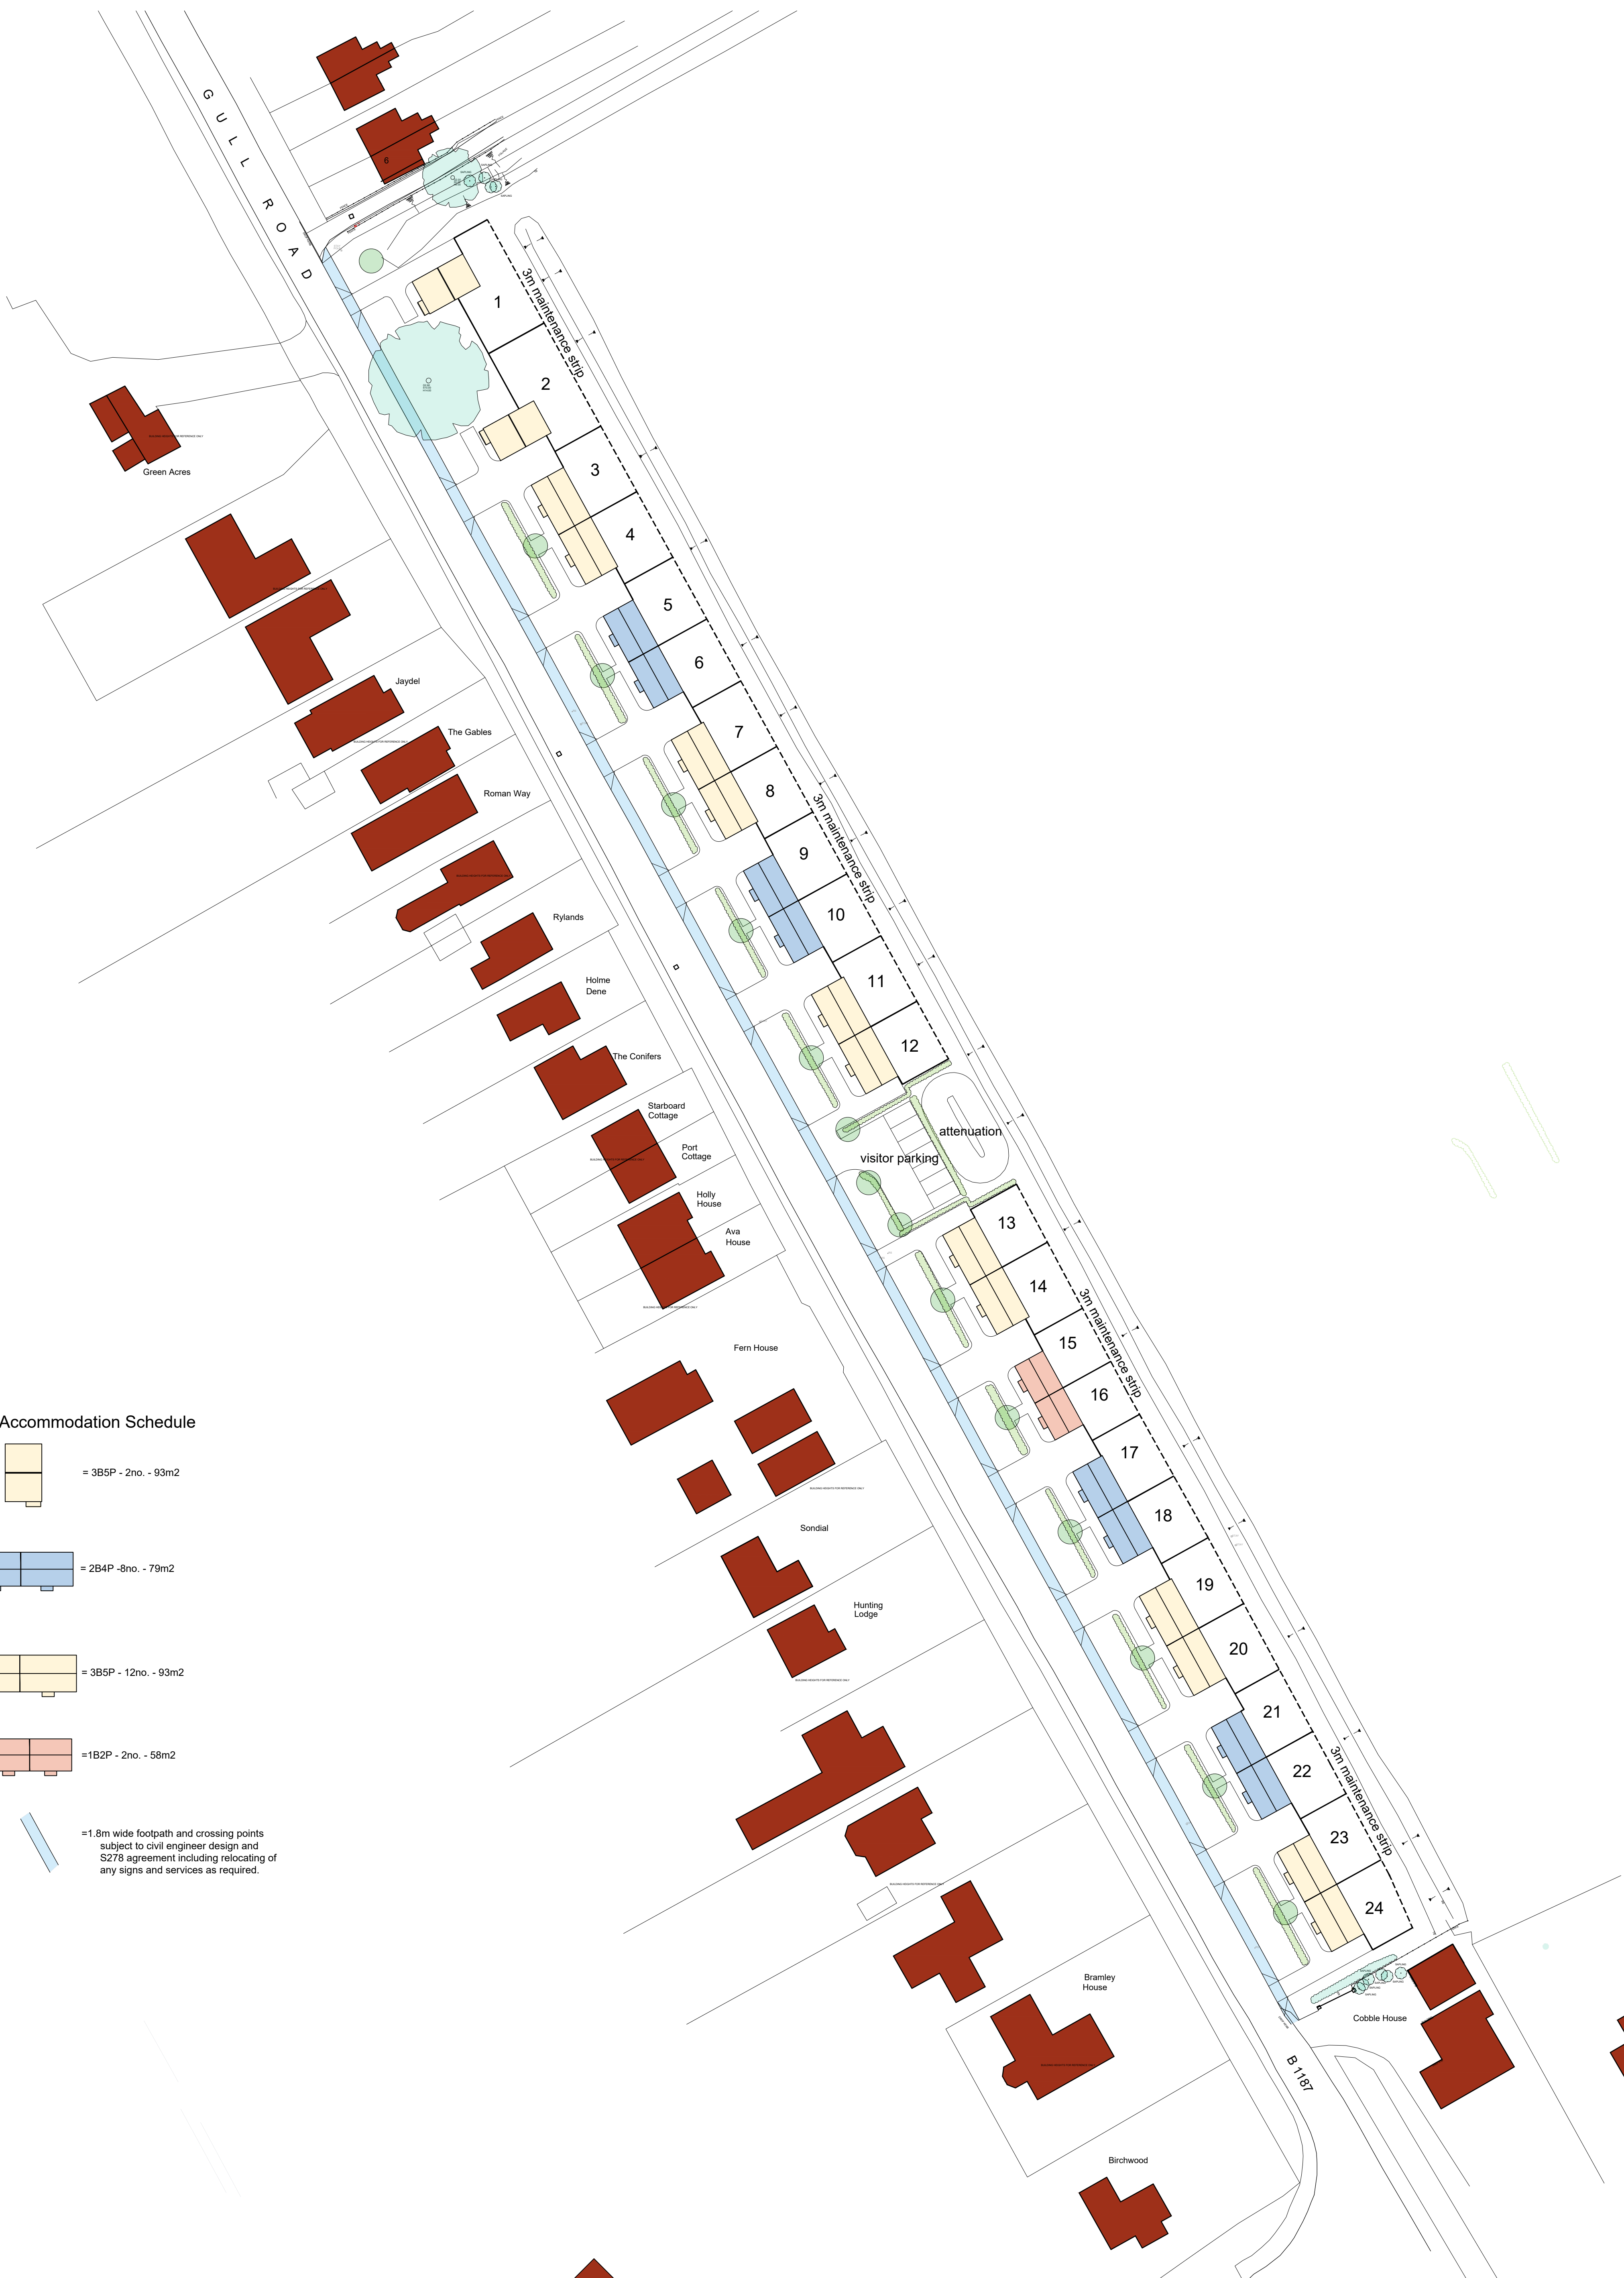 GULL ROAD
6
1
3m maintenance strip
2
3
Green Acres
4
5
6
Jaydel
The Gables
7
Roman Way
8
3m maintenance strip
9
10
Rylands
11
Holme
Dene
12
The Conifers
Starboard
Cottage
attenuation
Port
Cottage
visitor parking
Holly
House
13
Ava
House
14
3m maintenance strip
15
Fern House
16
Accommodation Schedule
17
= 3B5P - 2no. - 93m2
18
Sondial
= 2B4P -8no. - 79m2
19
Hunting
Lodge
20
= 3B5P - 12no. - 93m2
21
=1B2P - 2no. - 58m2
22
3m maintenance strip
23
=1.8m wide footpath and crossing points
subject to civil engineer design and
S278 agreement including relocating of
any signs and services as required.
24
Bramley
House
Cobble House
B 1187
Birchwood